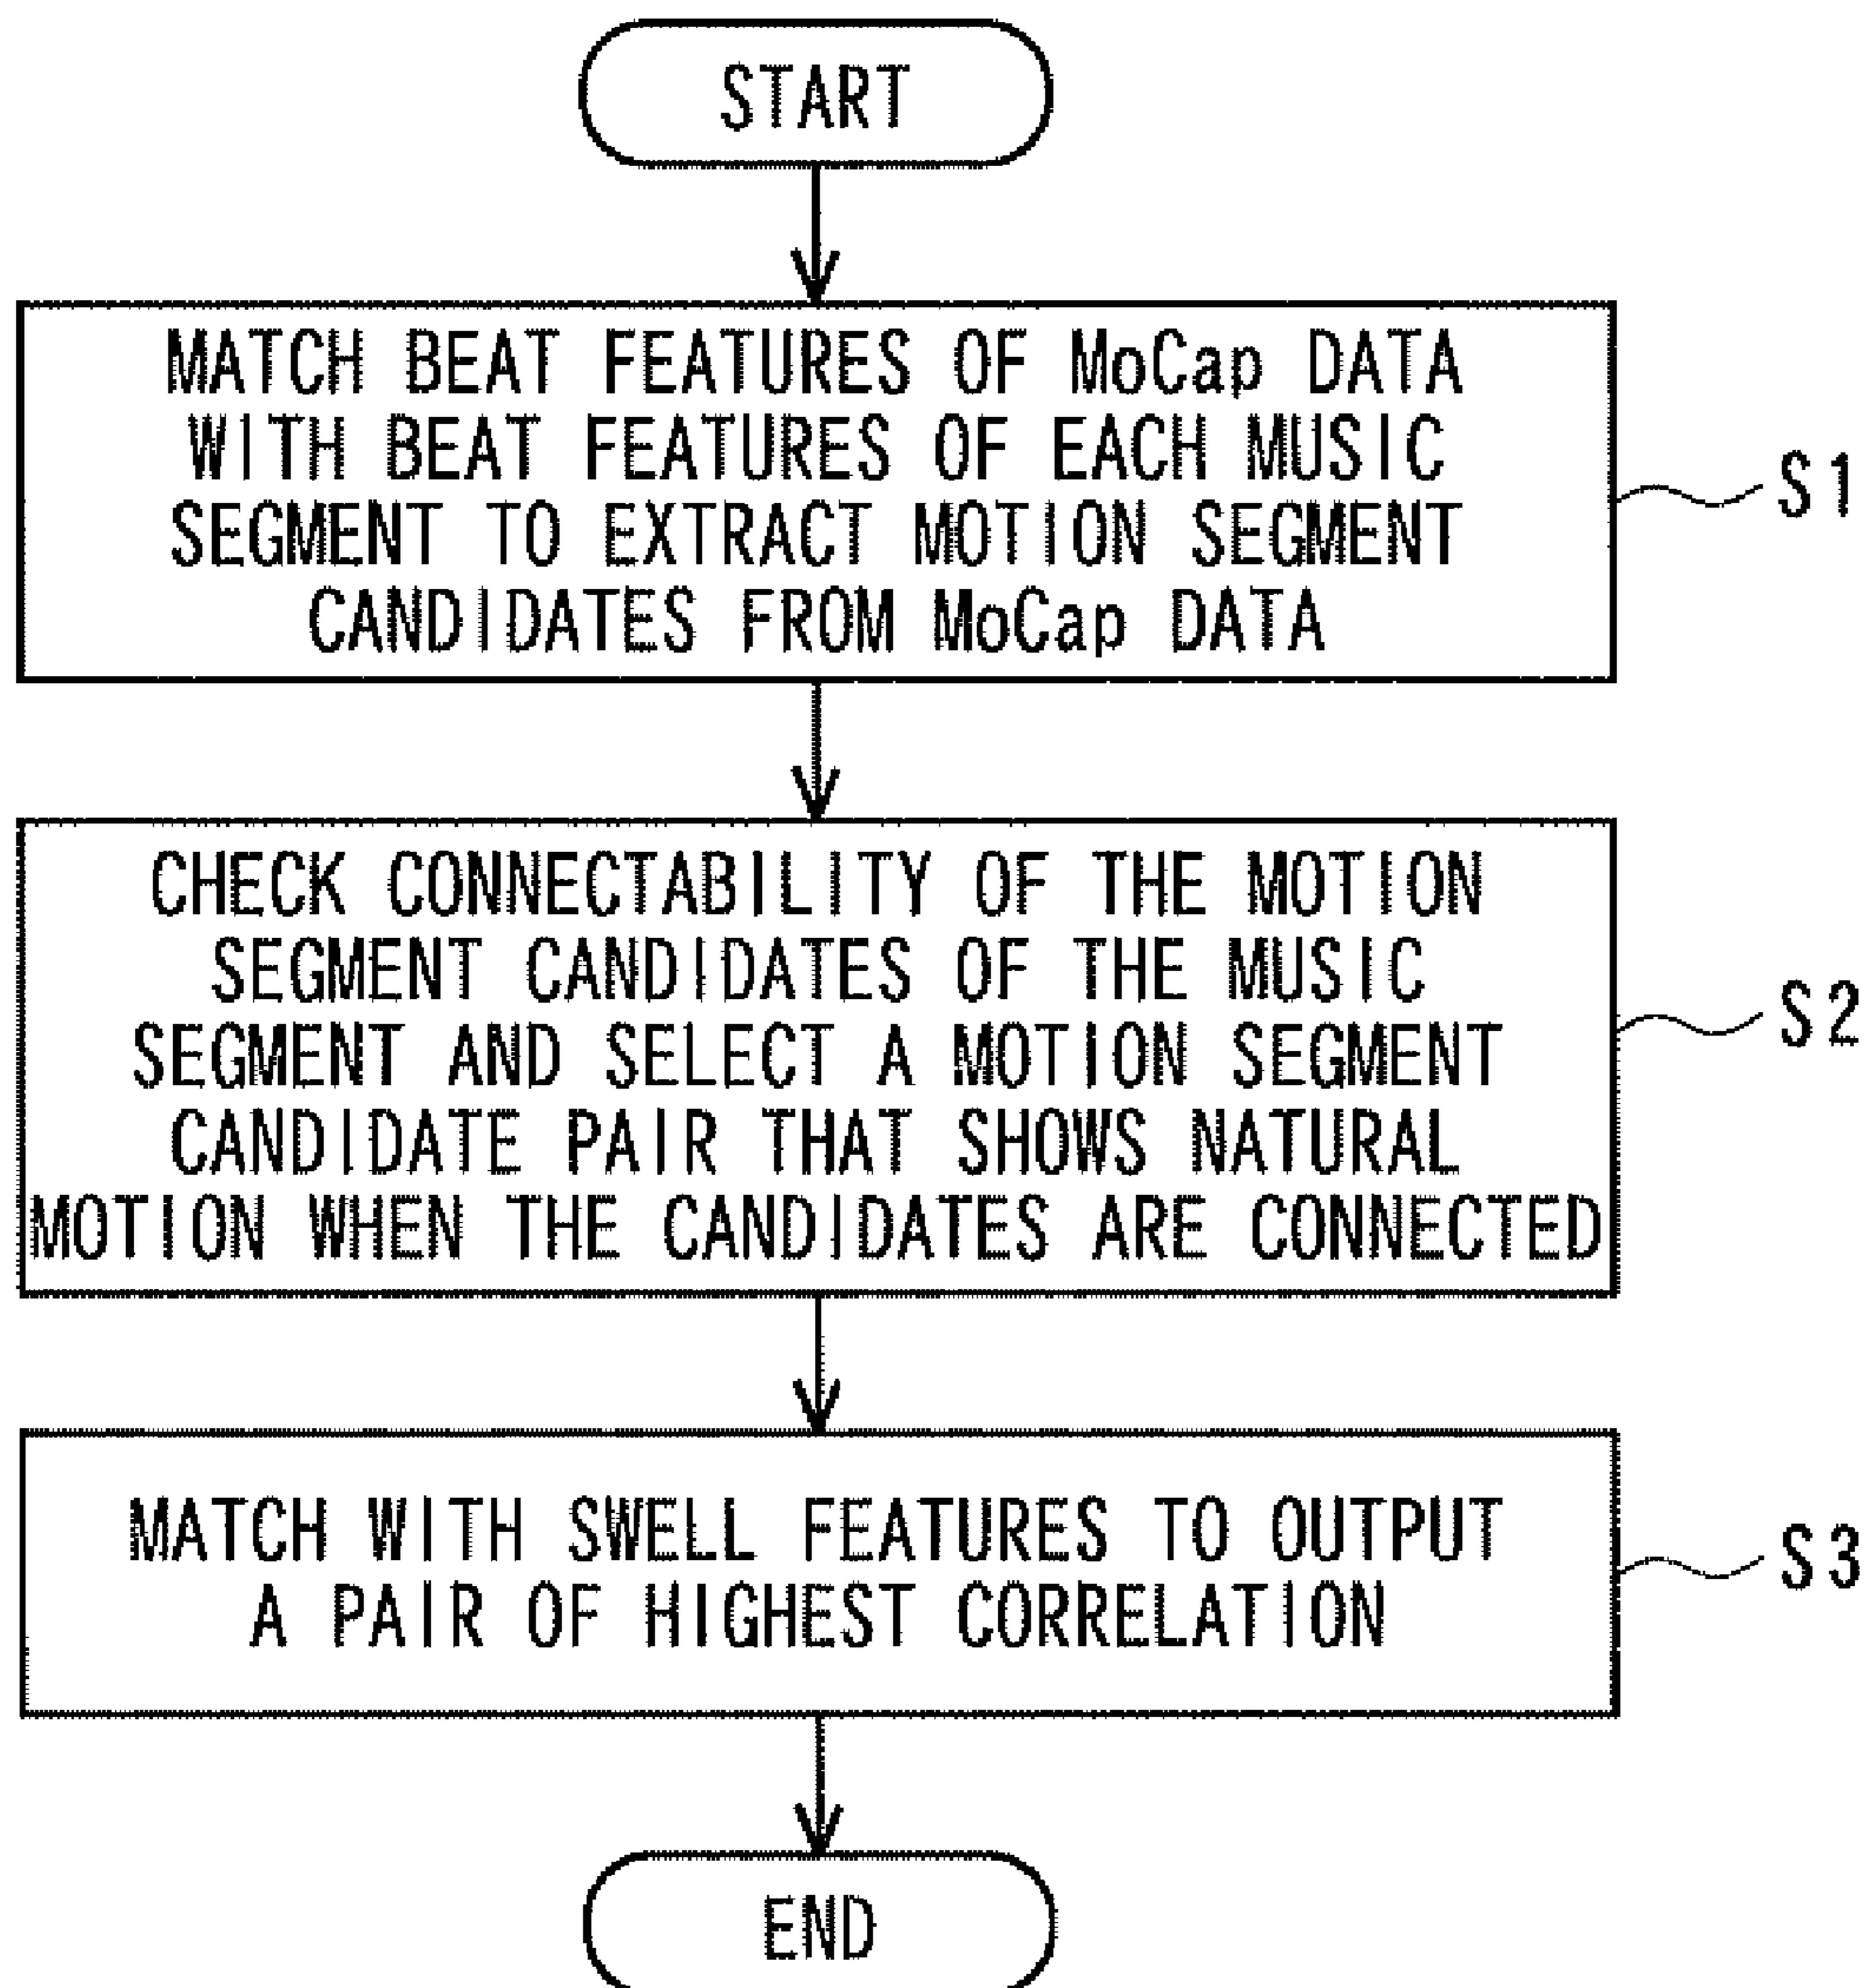 START
MATCH BEAT FEATURES OF MoCap DATA
WITH BEAT FEATURES OF EACH MUSIC
SEGMENT TO EXTRACT MOTION SEGMENT
CANDIDATES FROM MoCap DATA
S1
CHECK CONNECTABILITY OF THE MOTION
SEGMENT CANDIDATES OF THE MUSIC
SEGMENT AND SELECT A MOTION SEGMENT
CANDIDATE PAIR THAT SHOWS NATURAL
MOTION WHEN THE CANDIDATES ARE CONNECTED
S2
MATCH WITH SWELL FEATURES TO OUTPUT
A PAIR OF HIGHEST CORRELATION
S3
END